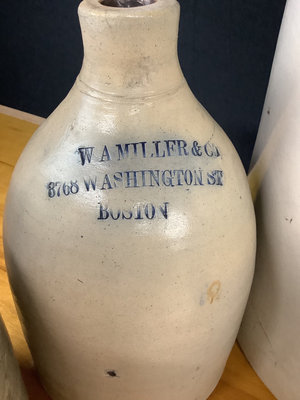 W A MILLER & CO
3768 WASHINGTON ST
BOSTON